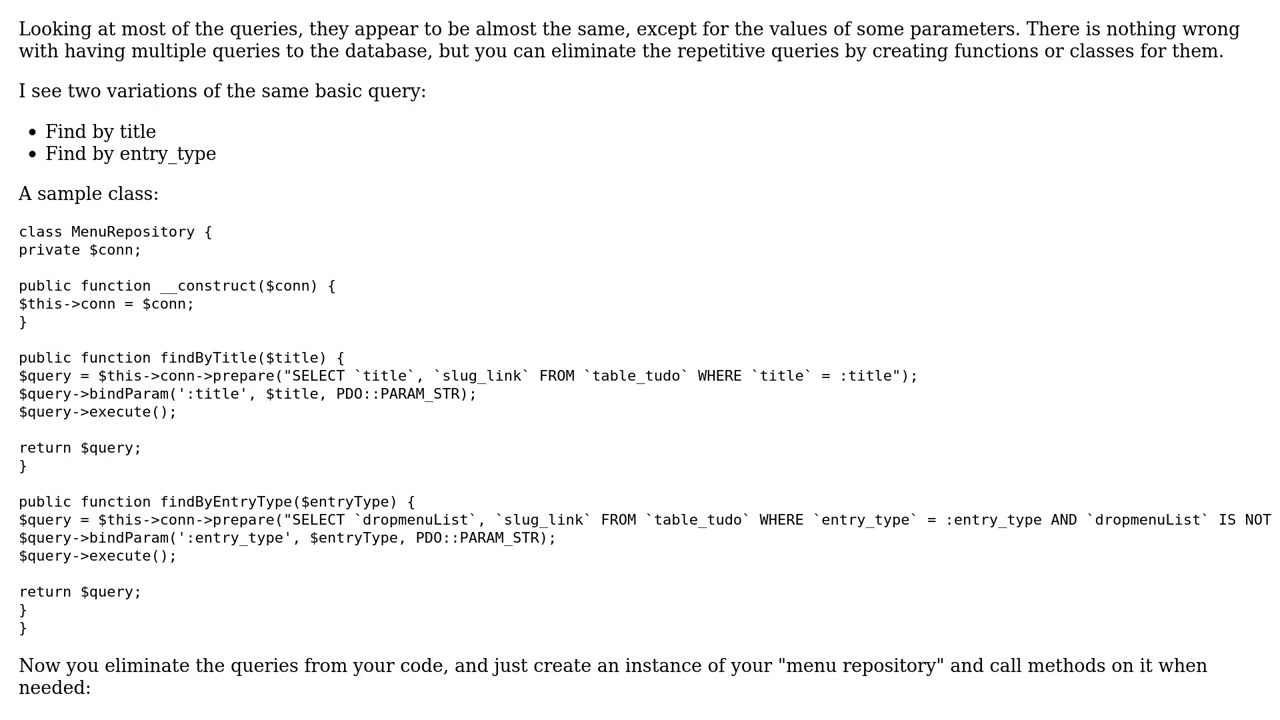 Looking at most of the queries, they appear to be almost the same, except for the values of some parameters. There is nothing wrong
with having multiple queries to the database, but you can eliminate the repetitive queries by creating functions or classes for them.
I see two variations of the same basic query:
• Find by title
• Find by entry_type
A sample class:
class MenuRepository {
private $conn;
public function __construct($conn) {
$this->conn = $conn;
}
public function findByTitle($title) {
$query = $this->conn->prepare("SELECT `title`, `slug_link` FROM `table_tudo` WHERE `title` = :title");
$query->bindParam(':title', $title, PDO::PARAM_STR);
$query->execute();
return $query;
}
public function findByEntryType($entryType) {
$query = $this->conn->prepare("SELECT `dropmenuList`, `slug_link` FROM `table_tudo` WHERE `entry_type` = :entry_type AND `dropmenuList` IS NOT
$query->bindParam(':entry_type', $entryType, PDO::PARAM_STR);
$query->execute();
return $query;
}
}
Now you eliminate the queries from your code, and just create an instance of your "menu repository" and call methods on it when
needed: